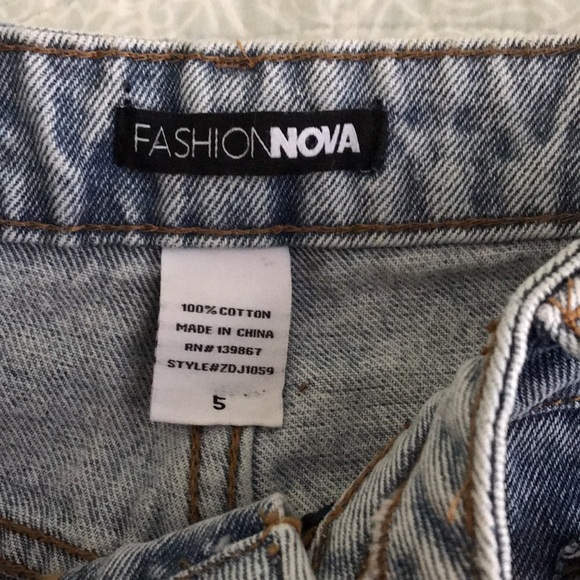 FASHIONNOVA
100% COTTON
MADE IN CHINA
RN#139867
STYLE#ZDJ1059
5